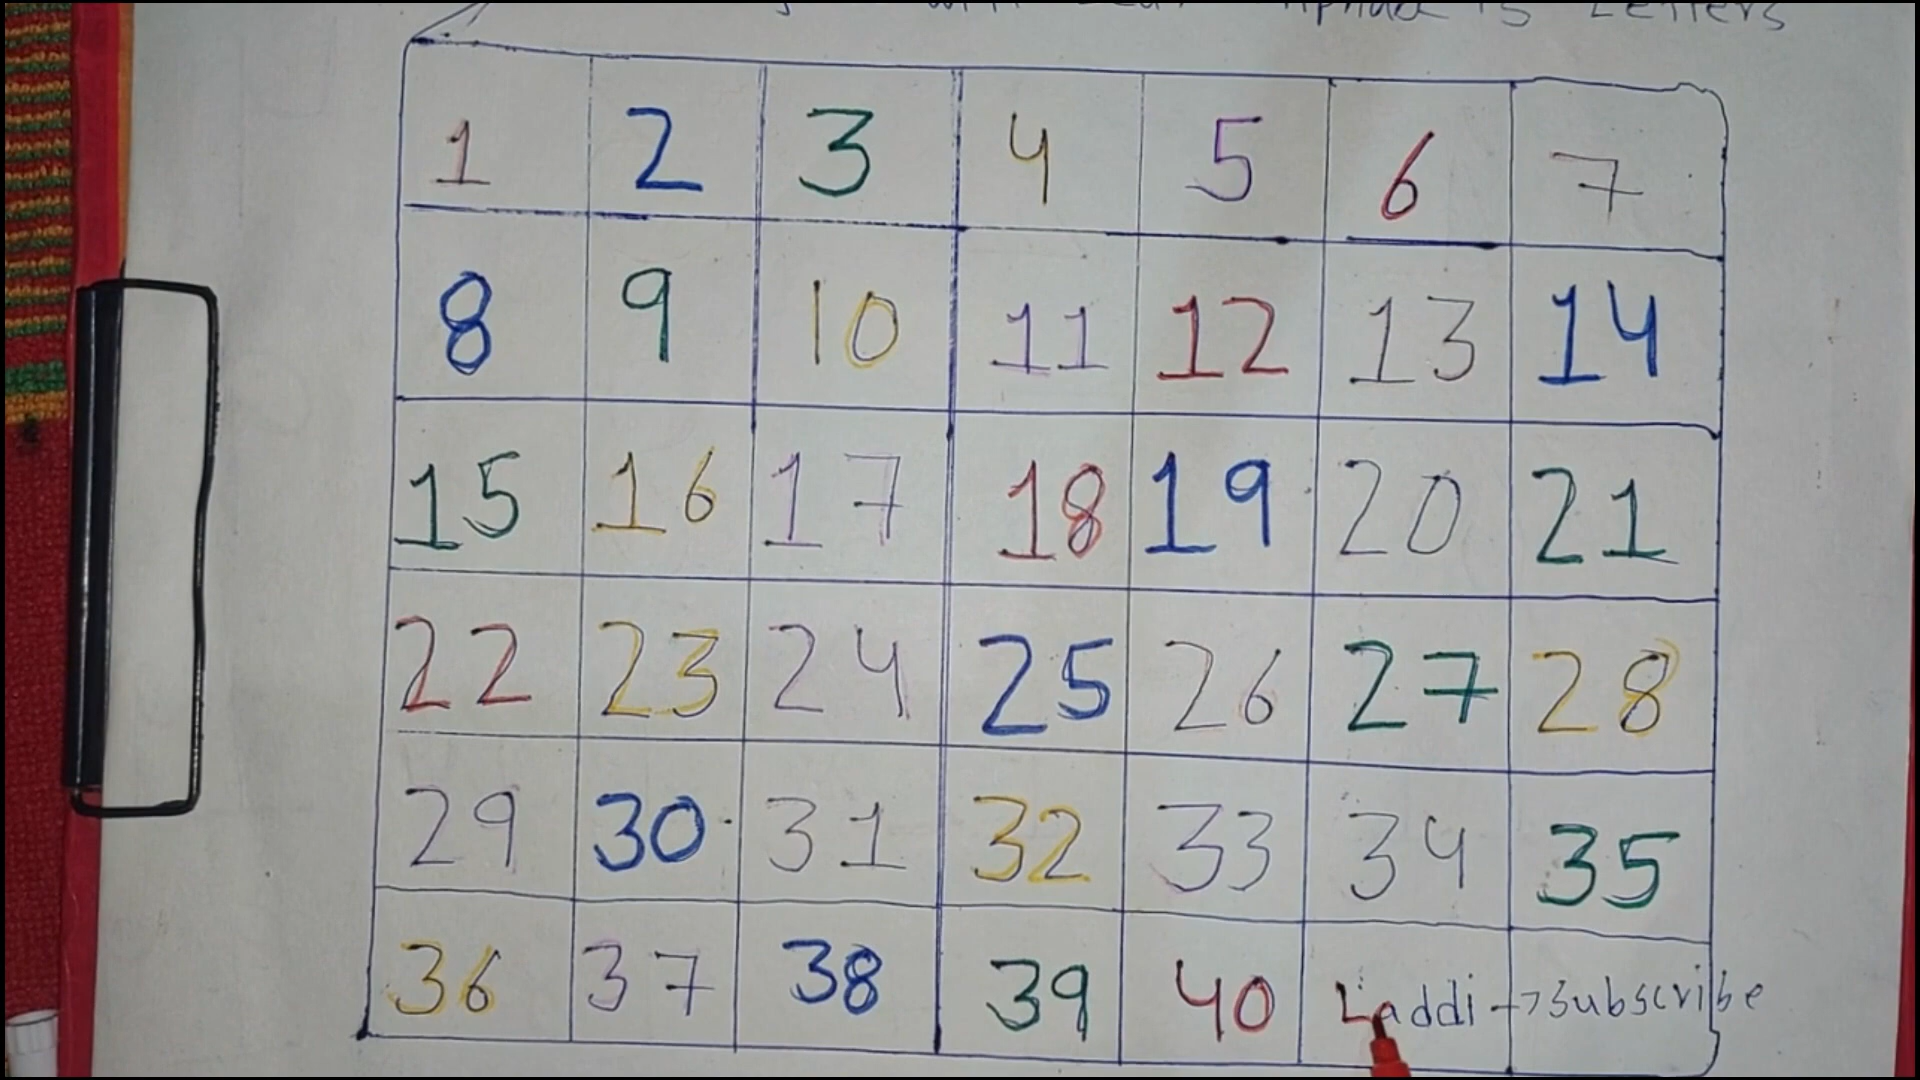 Letters
1 2 3 4 5 6 7
8 9 10 11 12 13 14
15 16 17 18 19 20 21
22 23 24 25 26 27 28
29 30 31 32 33 34 35
36 37 38 39 40 Laddi → Subscribe